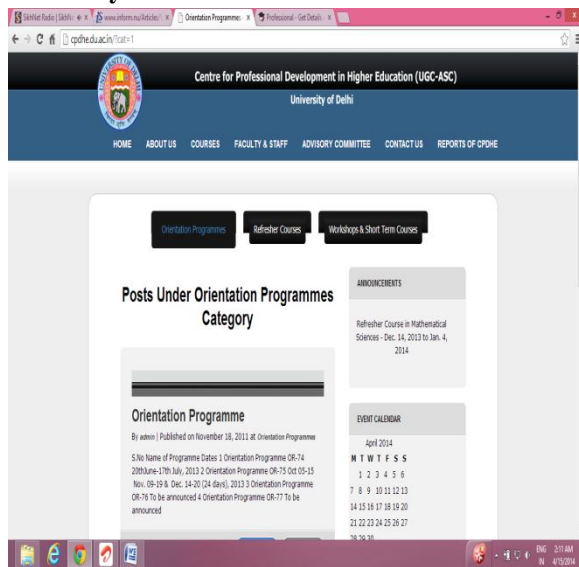 SikhNet Radio | SikhNe
www.inform.nu/Articles/
Orientation Programmes
Professional - Get Details
cpdhe.du.ac.in/?cat=1
Centre for Professional Development in Higher Education (UGC-ASC)
University of Delhi
HOME ABOUT US COURSES FACULTY & STAFF ADVISORY COMMITTEE CONTACT US REPORTS OF CPDHE
Orientation Programmes Refresher Courses Workshops & Short Term Courses
Posts Under Orientation Programmes
Category
Orientation Programme
By admin | Published on November 18, 2011 at Orientation Programmes
S.No Name of Programme Dates 1 Orientation Programme OR-74
20thJune-17th July, 2013 2 Orientation Programme OR-75 Oct 05-15
Nov. 09-19 & Dec. 14-20 (24 days), 2013 3 Orientation Programme
OR-76 To be announced 4 Orientation Programme OR-77 To be
announced
ANNOUNCEMENTS
Refresher Course in Mathematical
Sciences - Dec. 14, 2013 to Jan. 4,
2014
EVENT CALENDAR
April 2014
M T W T F S S
1 2 3 4 5 6
7 8 9 10 11 12 13
14 15 16 17 18 19 20
21 22 23 24 25 26 27
28 29 30
ENG 2:11 AM
IN 4/15/2014